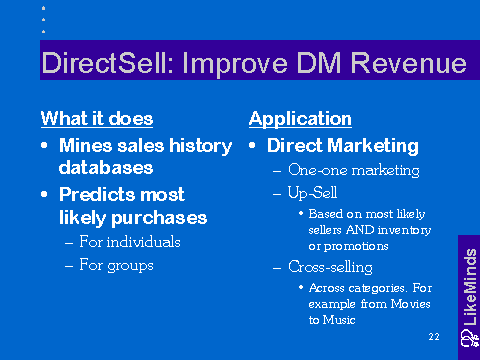 DirectSell: Improve DM Revenue
What it does
• Mines sales history
databases
• Predicts most
likely purchases
– For individuals
– For groups
Application
• Direct Marketing
– One-one marketing
– Up-Sell
• Based on most likely
sellers AND inventory
or promotions
– Cross-selling
• Across categories. For
example from Movies
to Music
LikeMinds
22